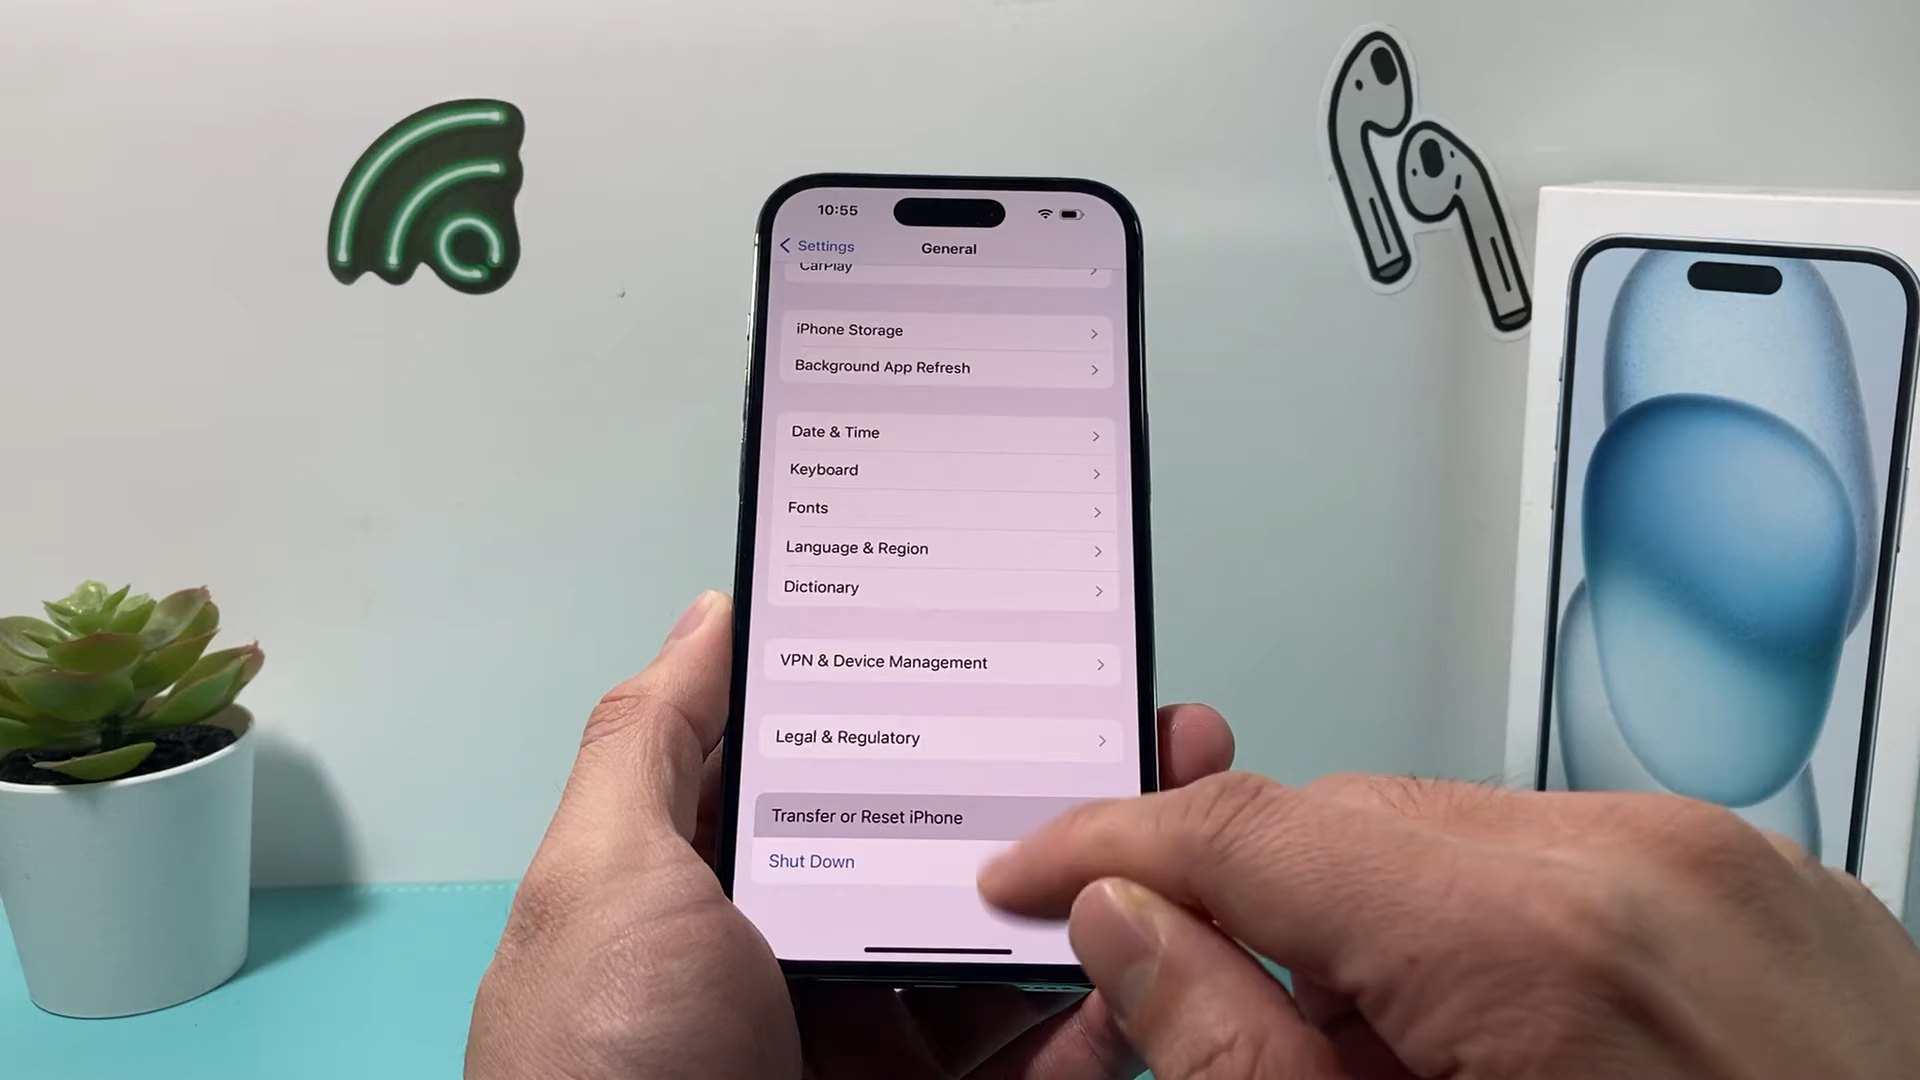 10:55
Settings
General
CarPlay
iPhone Storage
Background App Refresh
Date & Time
Keyboard
Fonts
Language & Region
Dictionary
VPN & Device Management
Legal & Regulatory
Transfer or Reset iPhone
Shut Down